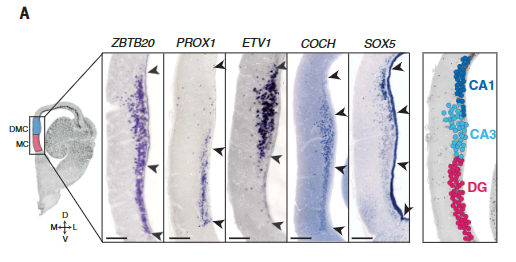 A
ZBTB20 PROX1 ETV1 COCH SOX5
DMC
MC
CA1
CA3
DG
D
M L
V